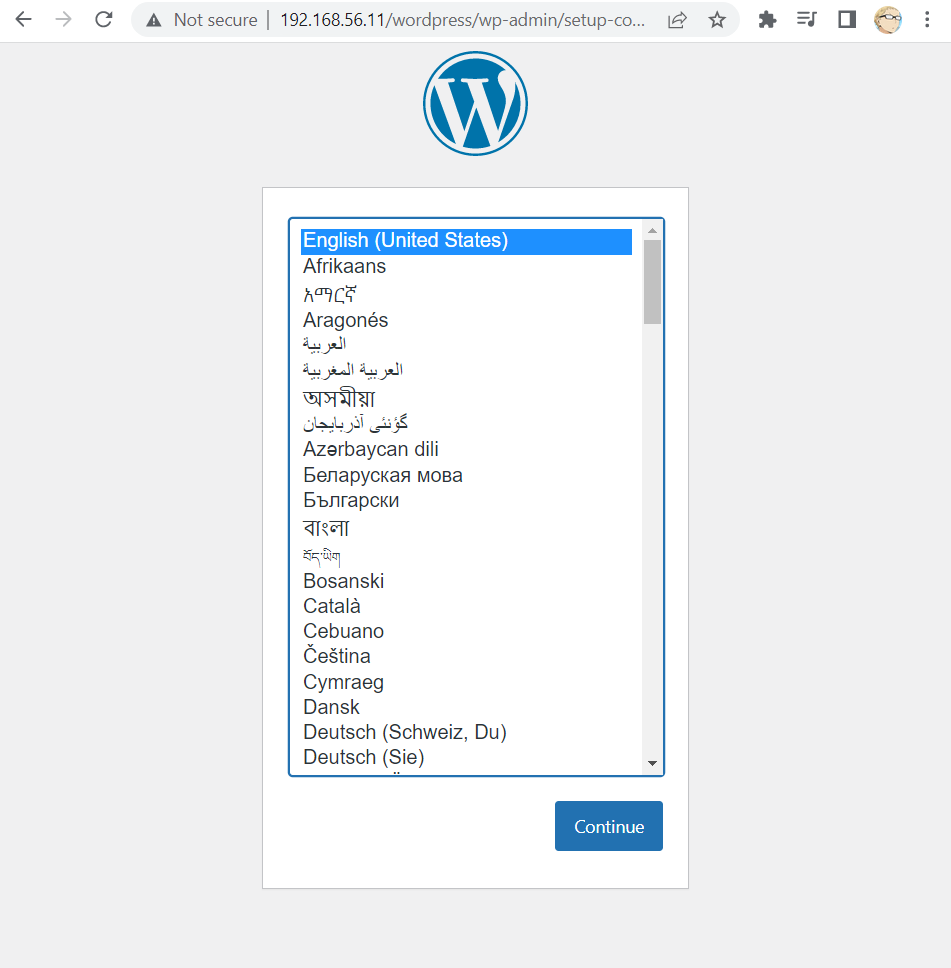 Not secure
192.168.56.11/wordpress/wp-admin/setup-co...
English (United States)
Afrikaans
አማርኛ
Aragonés
العربية
العربية المغربية
অসমীয়া
گؤنئی آذربایجان
Azərbaycan dili
Беларуская мова
Български
বাংলা
བོད་ཡིག
Bosanski
Català
Cebuano
Čeština
Cymraeg
Dansk
Deutsch (Schweiz, Du)
Deutsch (Sie)
Continue